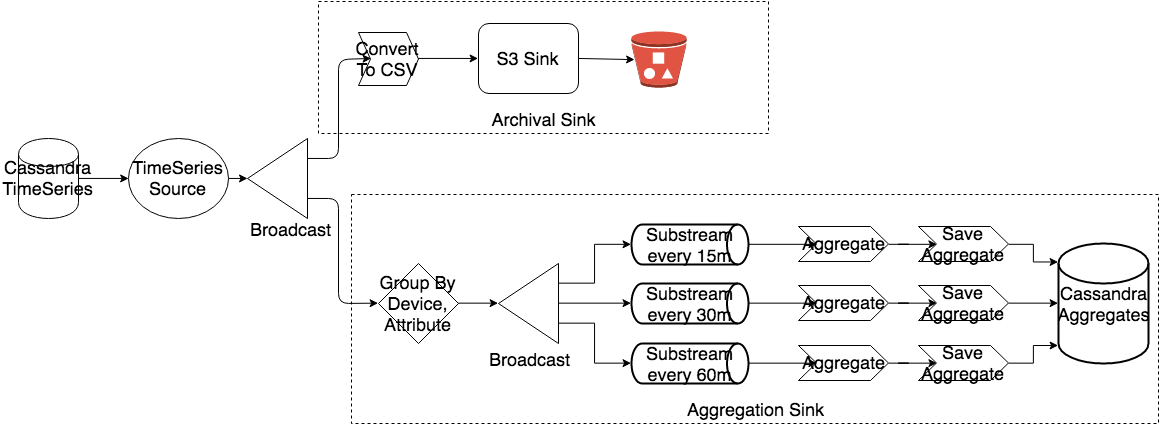 Convert
To CSV
S3 Sink
Archival Sink
Cassandra
TimeSeries
TimeSeries
Source
Broadcast
Group By
Device,
Attribute
Broadcast
Substream
every 15m
Aggregate
Save
Aggregate
Substream
every 30m
Aggregate
Save
Aggregate
Substream
every 60m
Aggregate
Save
Aggregate
Cassandra
Aggregates
Aggregation Sink